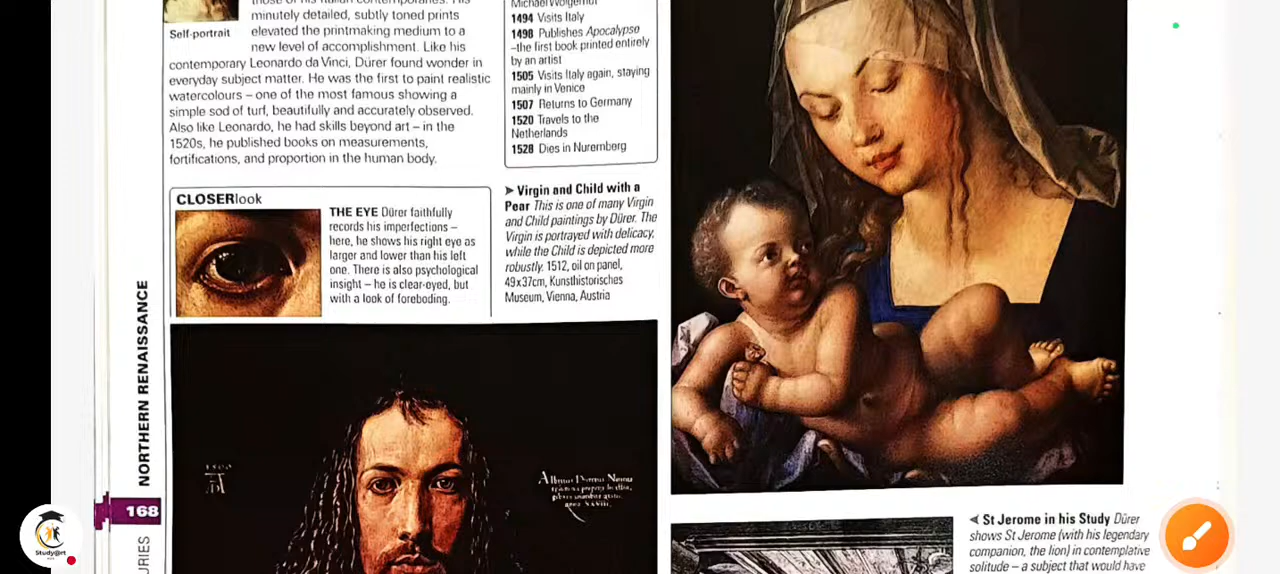 those of his Italian contemporaries. His
minutely detailed, subtly toned prints
elevated the printmaking medium to a
new level of accomplishment. Like his
contemporary Leonardo da Vinci, Dürer found wonder in
everyday subject matter. He was the first to paint realistic
watercolours – one of the most famous showing a
simple sod of turf, beautifully and accurately observed.
Also like Leonardo, he had skills beyond art – in the
1520s, he published books on measurements,
fortifications, and proportion in the human body.
Self-portrait
Michael Wolgemut
1494 Visits Italy
1498 Publishes Apocalypse
–the first book printed entirely
by an artist
1505 Visits Italy again, staying
mainly in Venice
1507 Returns to Germany
1520 Travels to the
Netherlands
1528 Dies in Nuremberg
CLOSERlook
THE EYE Dürer faithfully
records his imperfections –
here, he shows his right eye as
larger and lower than his left
one. There is also psychological
insight – he is clear-eyed, but
with a look of foreboding.
➤ Virgin and Child with a
Pear This is one of many Virgin
and Child paintings by Dürer. The
Virgin is portrayed with delicacy,
while the Child is depicted more
robustly. 1512, oil on panel,
49x37cm, Kunsthistorisches
Museum, Vienna, Austria
NORTHERN RENAISSANCE
168
URIES
1500
AD
◄ St Jerome in his Study Dürer
shows St Jerome (with his legendary
companion, the lion) in contemplative
solitude – a subject that would have
Study@rt